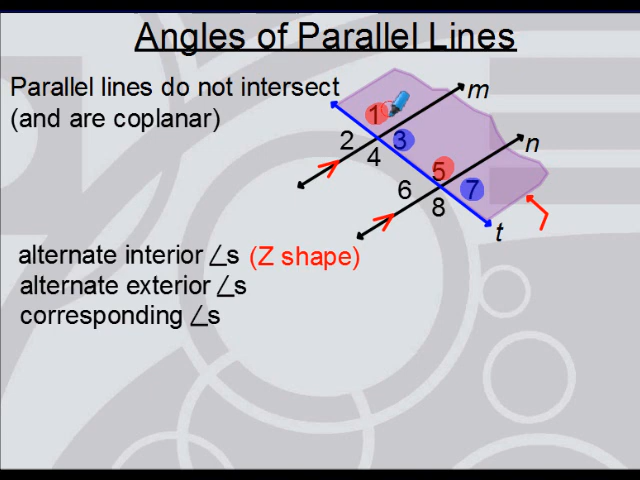 Angles of Parallel Lines
Parallel lines do not intersect
(and are coplanar)
m
n
t
1
2
3
4
5
6
7
8
alternate interior ∠s (Z shape)
alternate exterior ∠s
corresponding ∠s